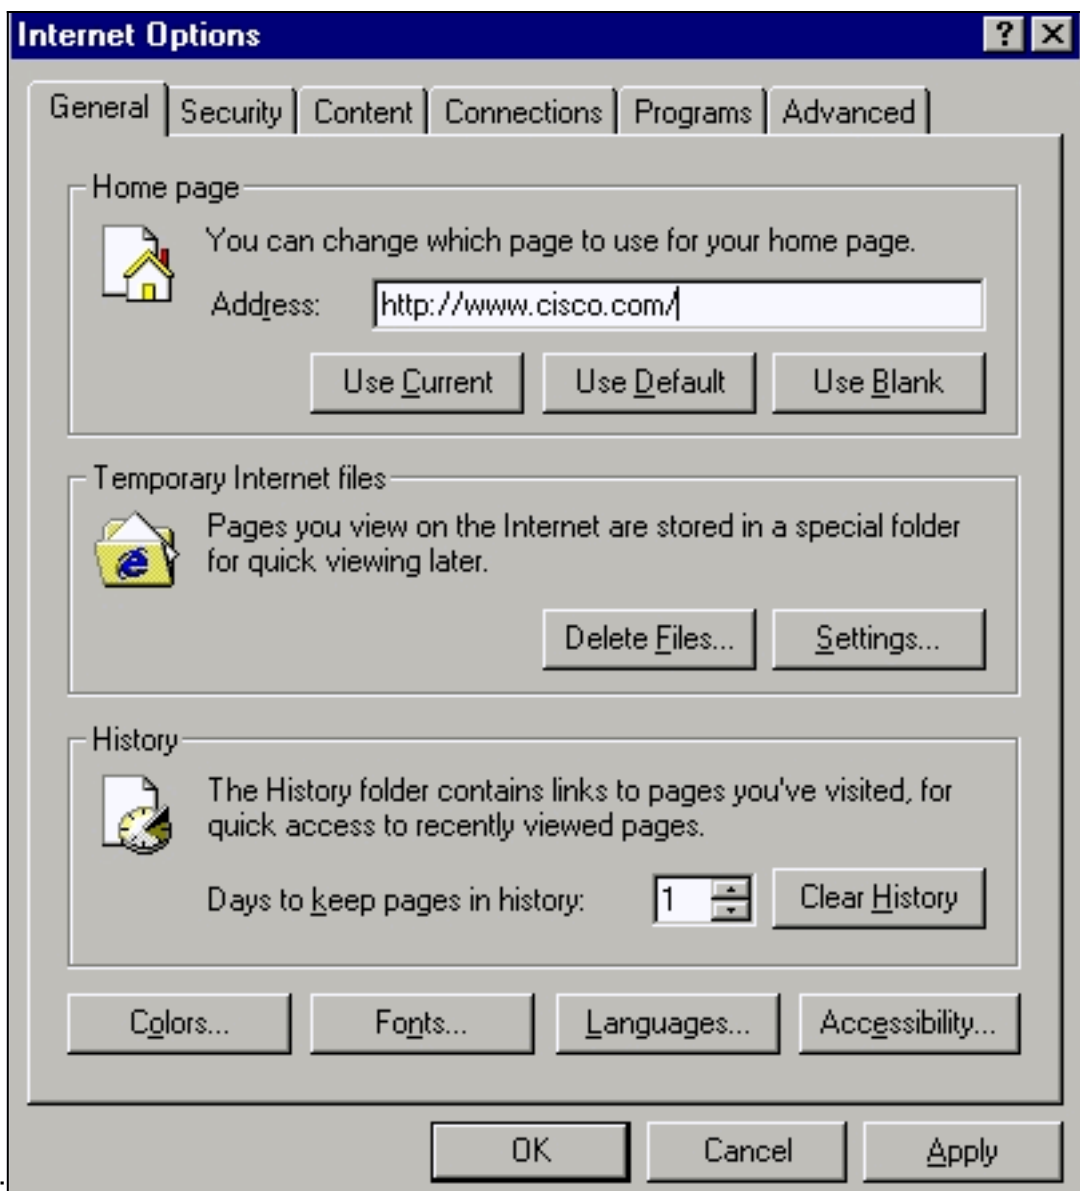 Internet Options
General Security Content Connections Programs Advanced
Home page
You can change which page to use for your home page.
Address: http://www.cisco.com/
Use Current Use Default Use Blank
Temporary Internet files
Pages you view on the Internet are stored in a special folder
for quick viewing later.
Delete Files... Settings...
History
The History folder contains links to pages you've visited, for
quick access to recently viewed pages.
Days to keep pages in history: 1 Clear History
Colors... Fonts... Languages... Accessibility...
OK Cancel Apply
.